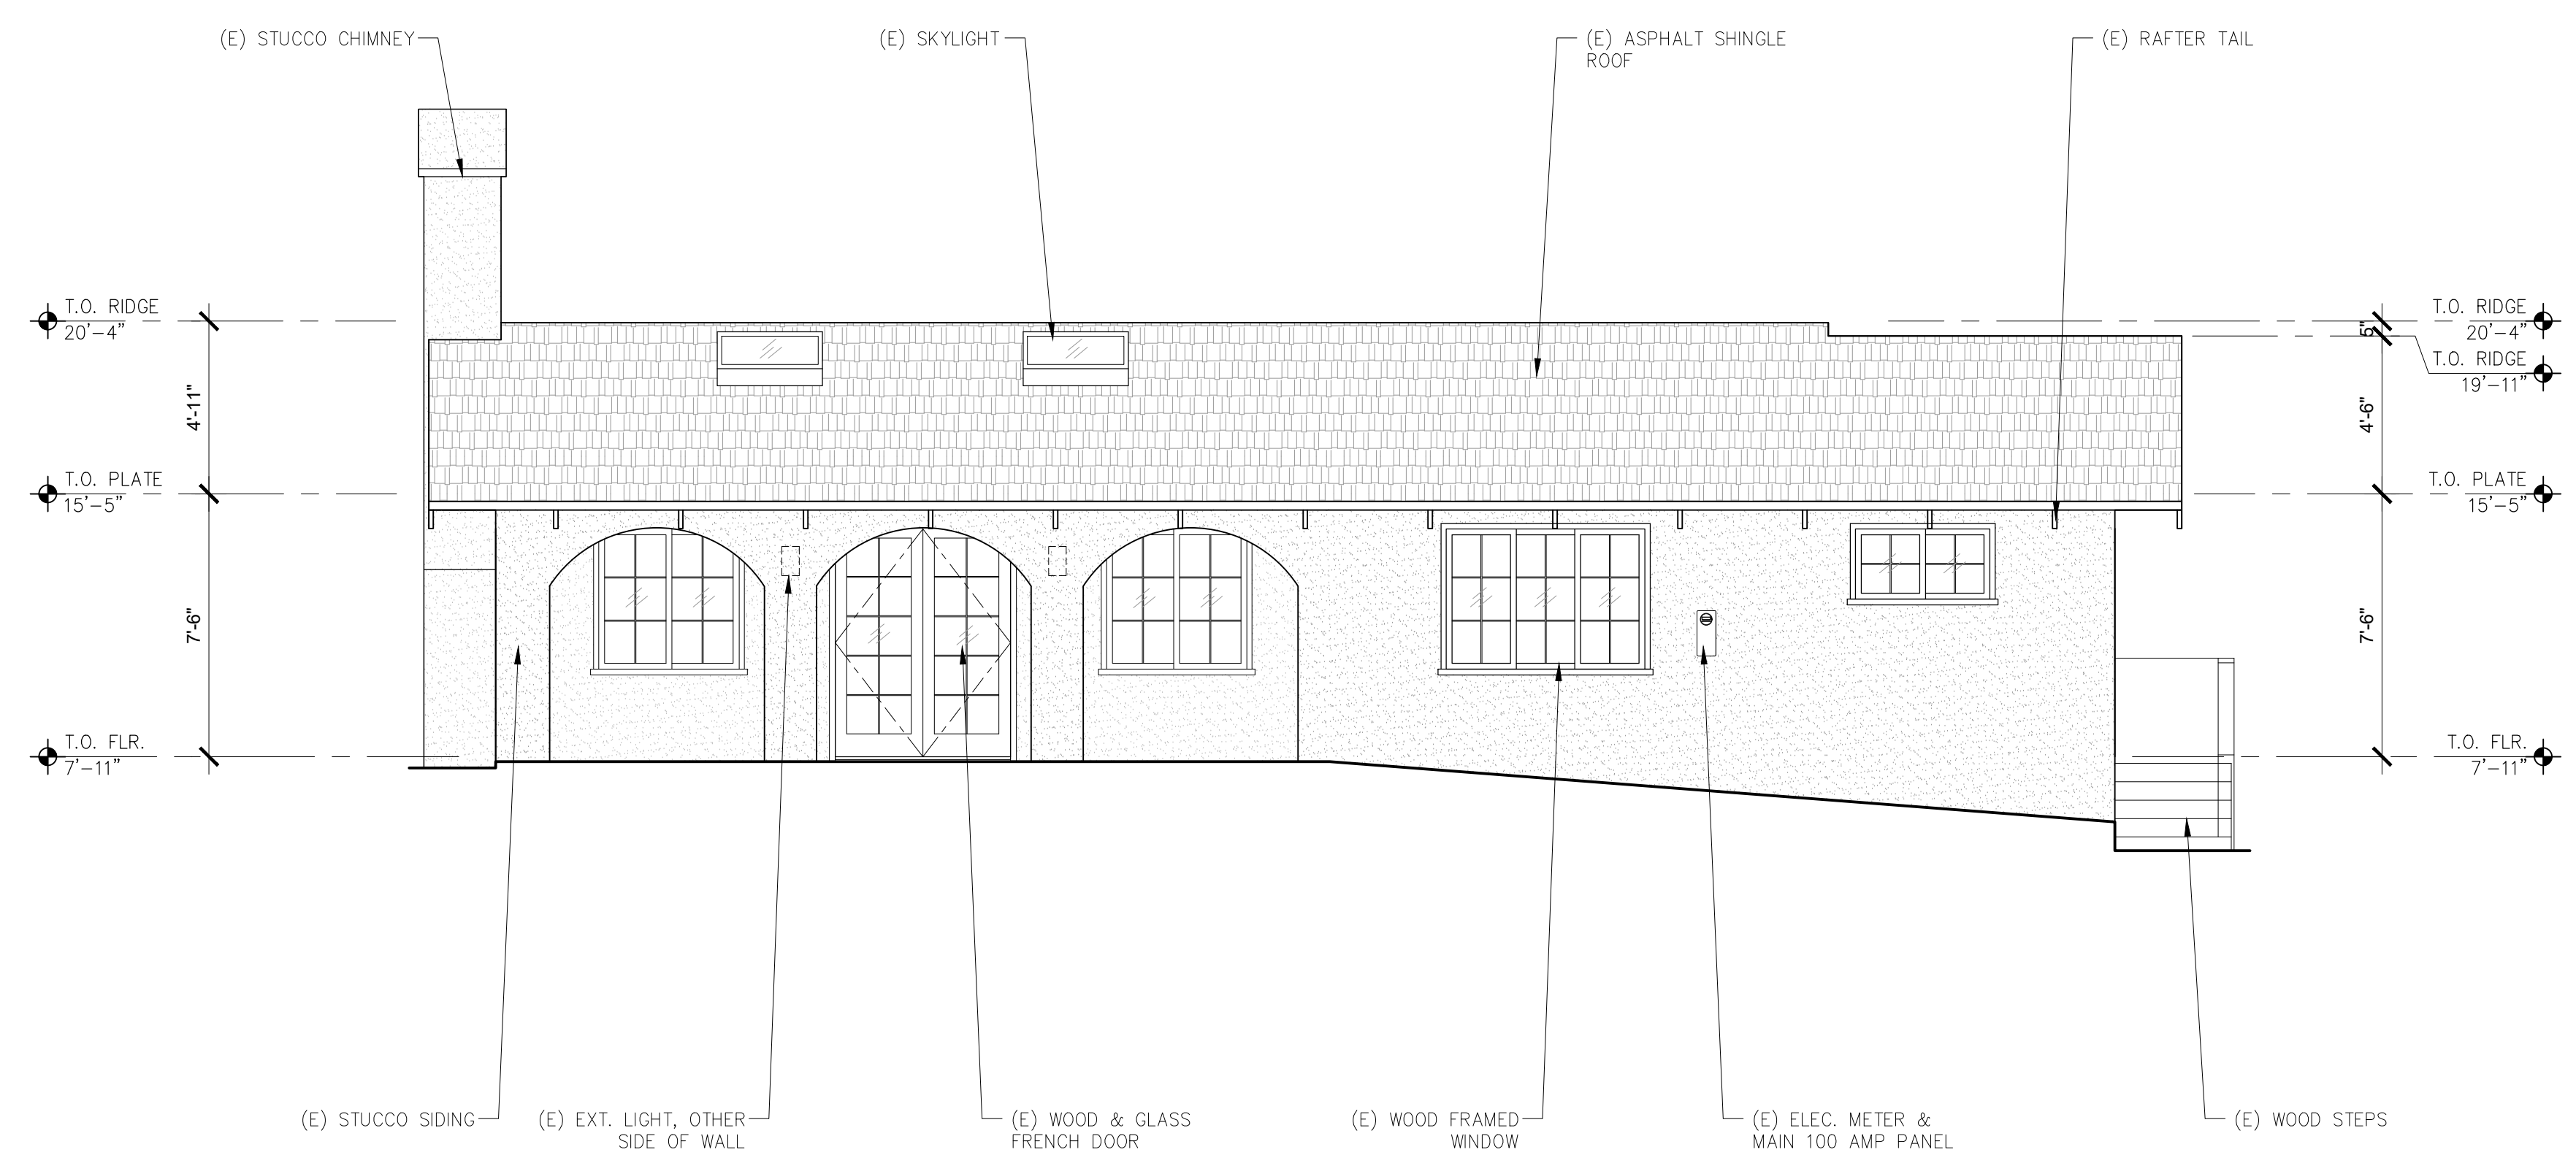 (E) STUCCO CHIMNEY
(E) SKYLIGHT
(E) ASPHALT SHINGLE
ROOF
(E) RAFTER TAIL
T.O. RIDGE
20'-4"
4'-11"
T.O. PLATE
15'-5"
7'-6"
T.O. FLR.
7'-11"
T.O. RIDGE
20'-4"
5"
T.O. RIDGE
19'-11"
4'-6"
T.O. PLATE
15'-5"
7'-6"
T.O. FLR.
7'-11"
(E) STUCCO SIDING
(E) EXT. LIGHT, OTHER
SIDE OF WALL
(E) WOOD & GLASS
FRENCH DOOR
(E) WOOD FRAMED
WINDOW
(E) ELEC. METER &
MAIN 100 AMP PANEL
(E) WOOD STEPS